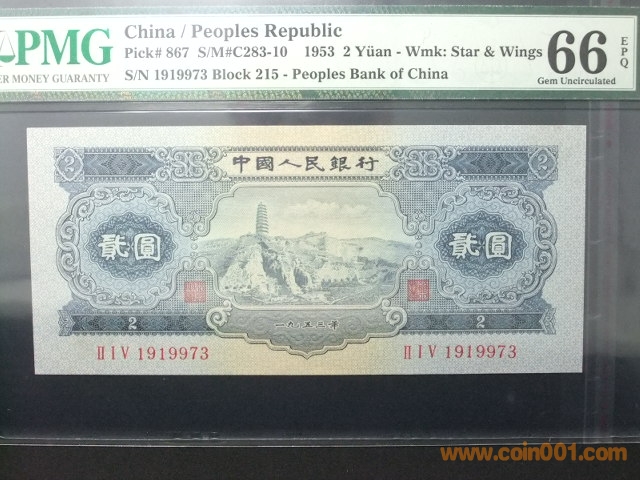 PMG
ER MONEY GUARANTY
China / Peoples Republic
Pick# 867 S/M#C283-10 1953 2 Yüan - Wmk: Star & Wings
S/N 1919973 Block 215 - Peoples Bank of China
66
EPQ
Gem Uncirculated
2
2
中國人民銀行
貳圓
貳圓
一九五三年
2
2
II I V 1919973
II I V 1919973
www.coin001.com